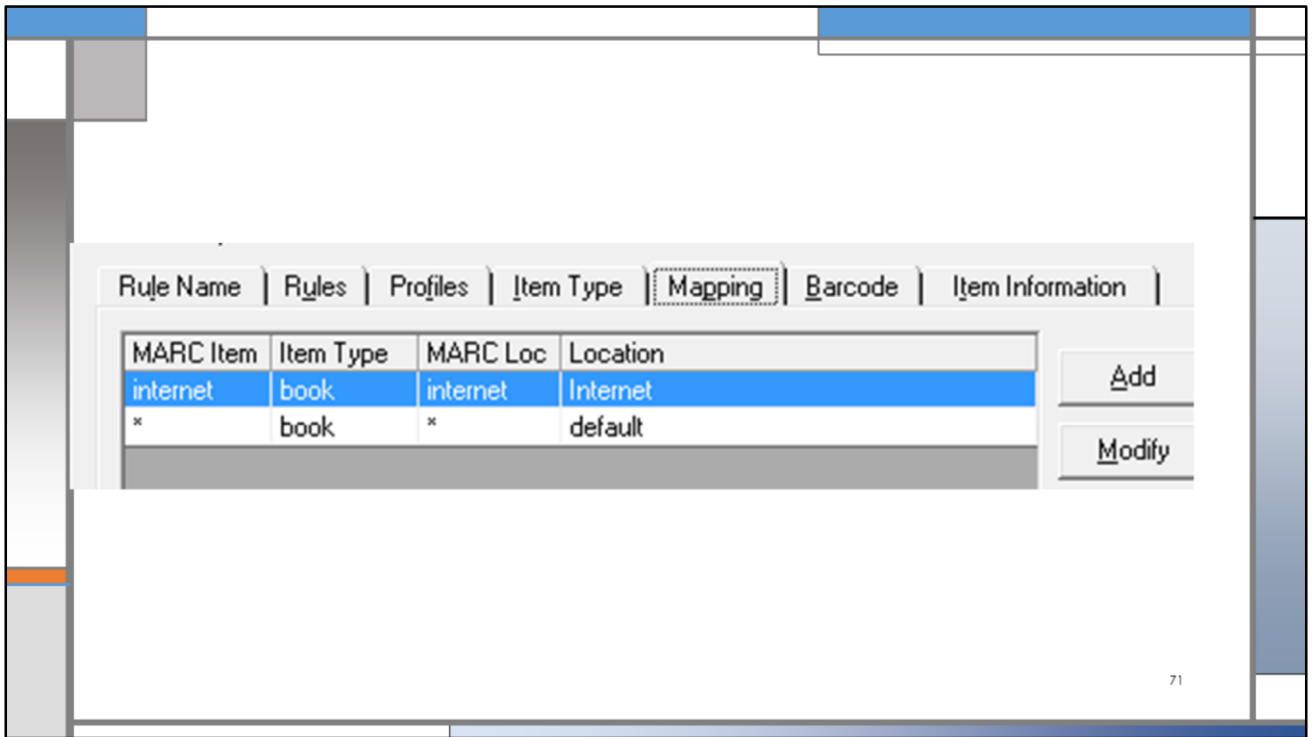 Rule Name Rules Profiles Item Type Mapping Barcode Item Information
MARC Item Item Type MARC Loc Location
internet book internet Internet
* book * default
Add
Modify
71